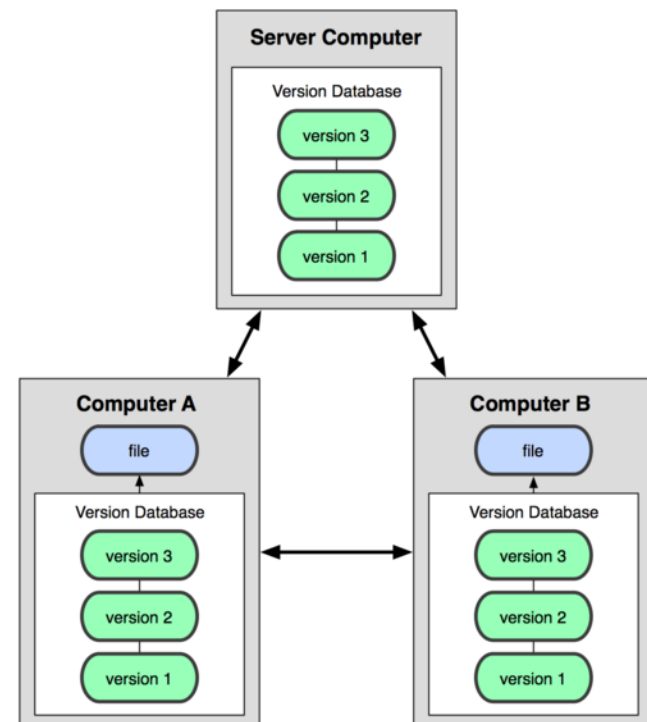 Server Computer
Version Database
version 3
version 2
version 1
Computer A
file
Version Database
version 3
version 2
version 1
Computer B
file
Version Database
version 3
version 2
version 1